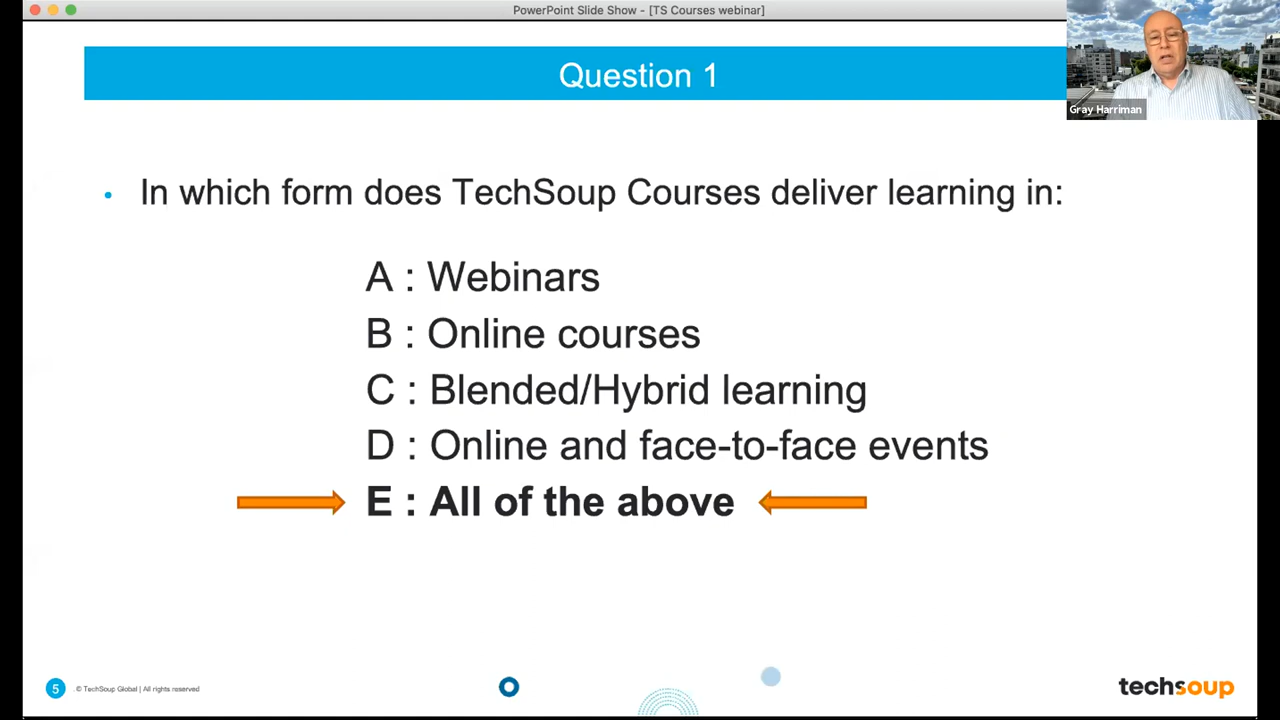 PowerPoint Slide Show - [TS Courses webinar]
Question 1
Gray Harriman
• In which form does TechSoup Courses deliver learning in:
A : Webinars
B : Online courses
C : Blended/Hybrid learning
D : Online and face-to-face events
E : All of the above
5
© TechSoup Global | All rights reserved
techsoup